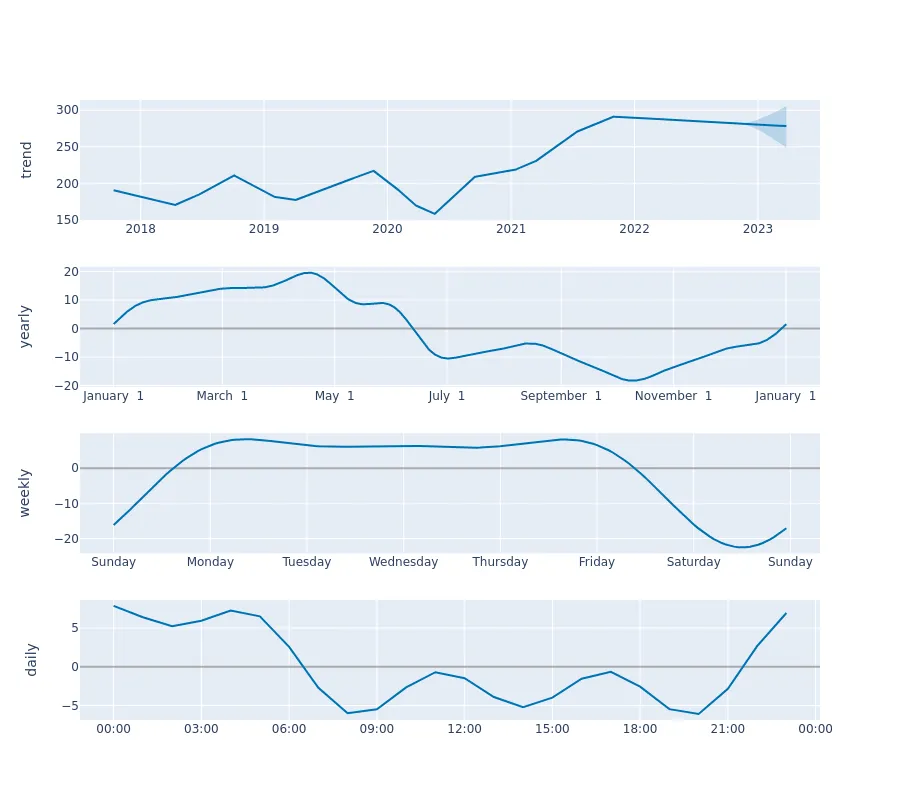 trend
300
250
200
150
2018 2019 2020 2021 2022 2023
yearly
20
10
0
−10
−20
January 1 March 1 May 1 July 1 September 1 November 1 January 1
weekly
0
−10
−20
Sunday Monday Tuesday Wednesday Thursday Friday Saturday Sunday
daily
5
0
−5
00:00 03:00 06:00 09:00 12:00 15:00 18:00 21:00 00:00